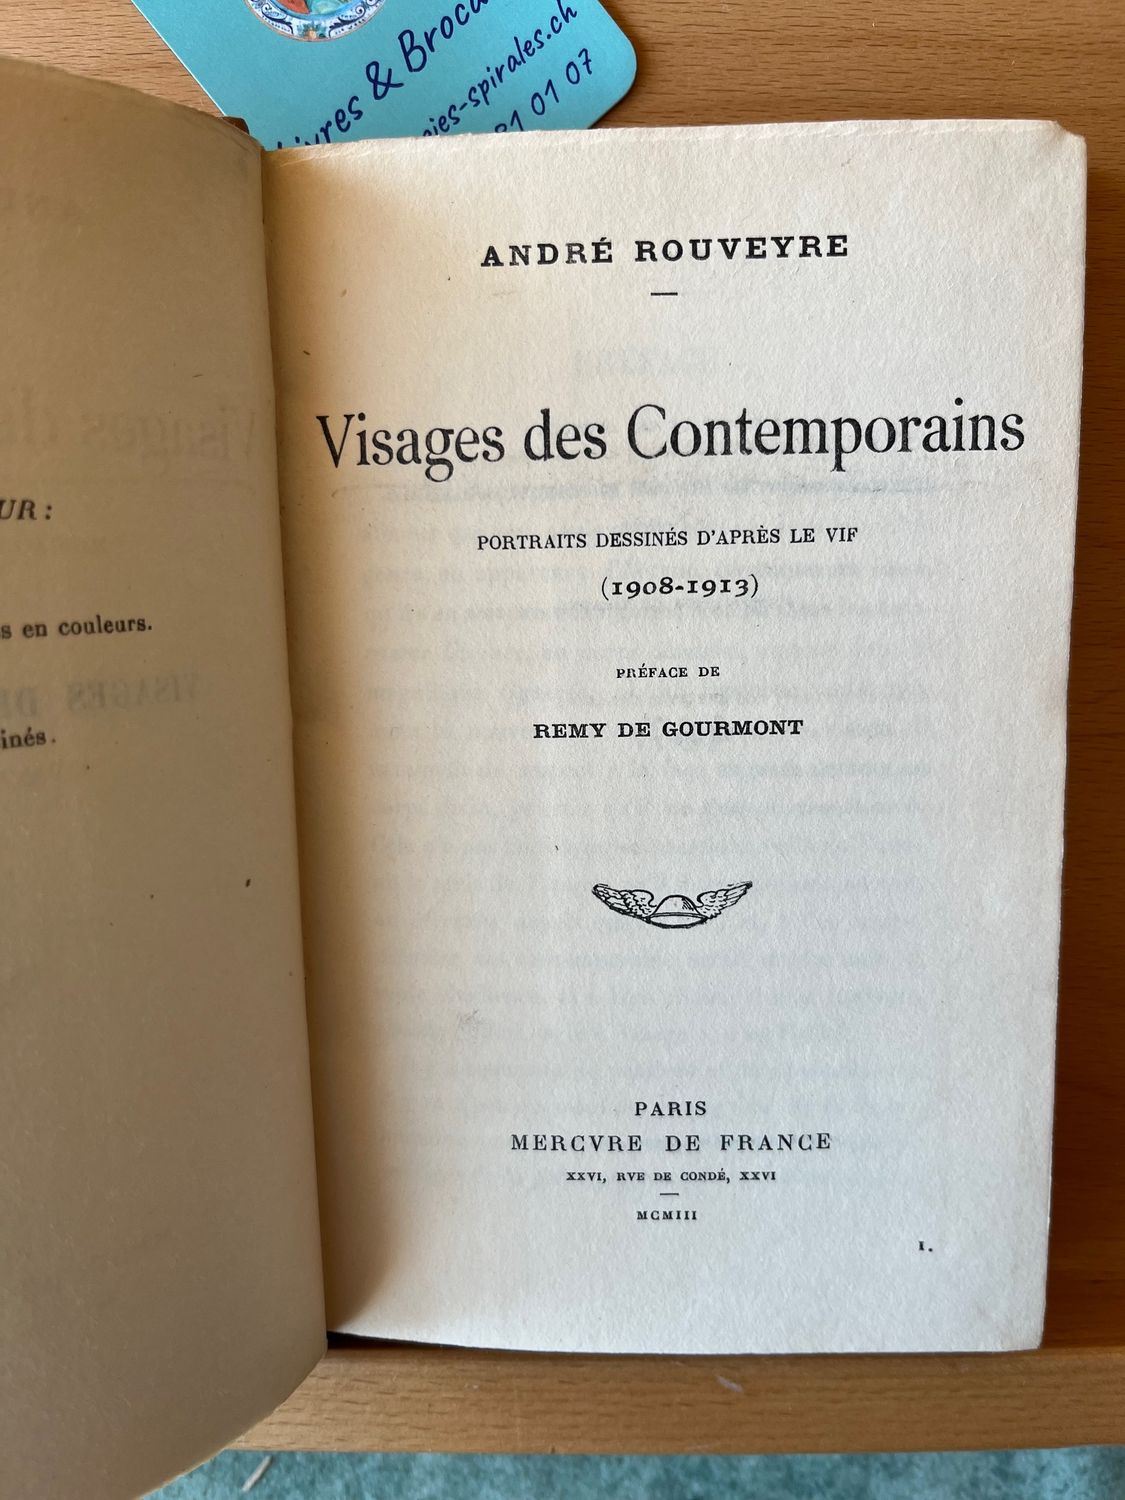 Livres & Broca
ies-spirales.ch
81 01 07
UR :
s en couleurs.
inés.
ANDRÉ ROUVEYRE
Visages des Contemporains
PORTRAITS DESSINÉS D'APRÈS LE VIF
(1908-1913)
PRÉFACE DE
REMY DE GOURMONT
PARIS
MERCVRE DE FRANCE
XXVI, RVE DE CONDÉ, XXVI
MCMIII
1.